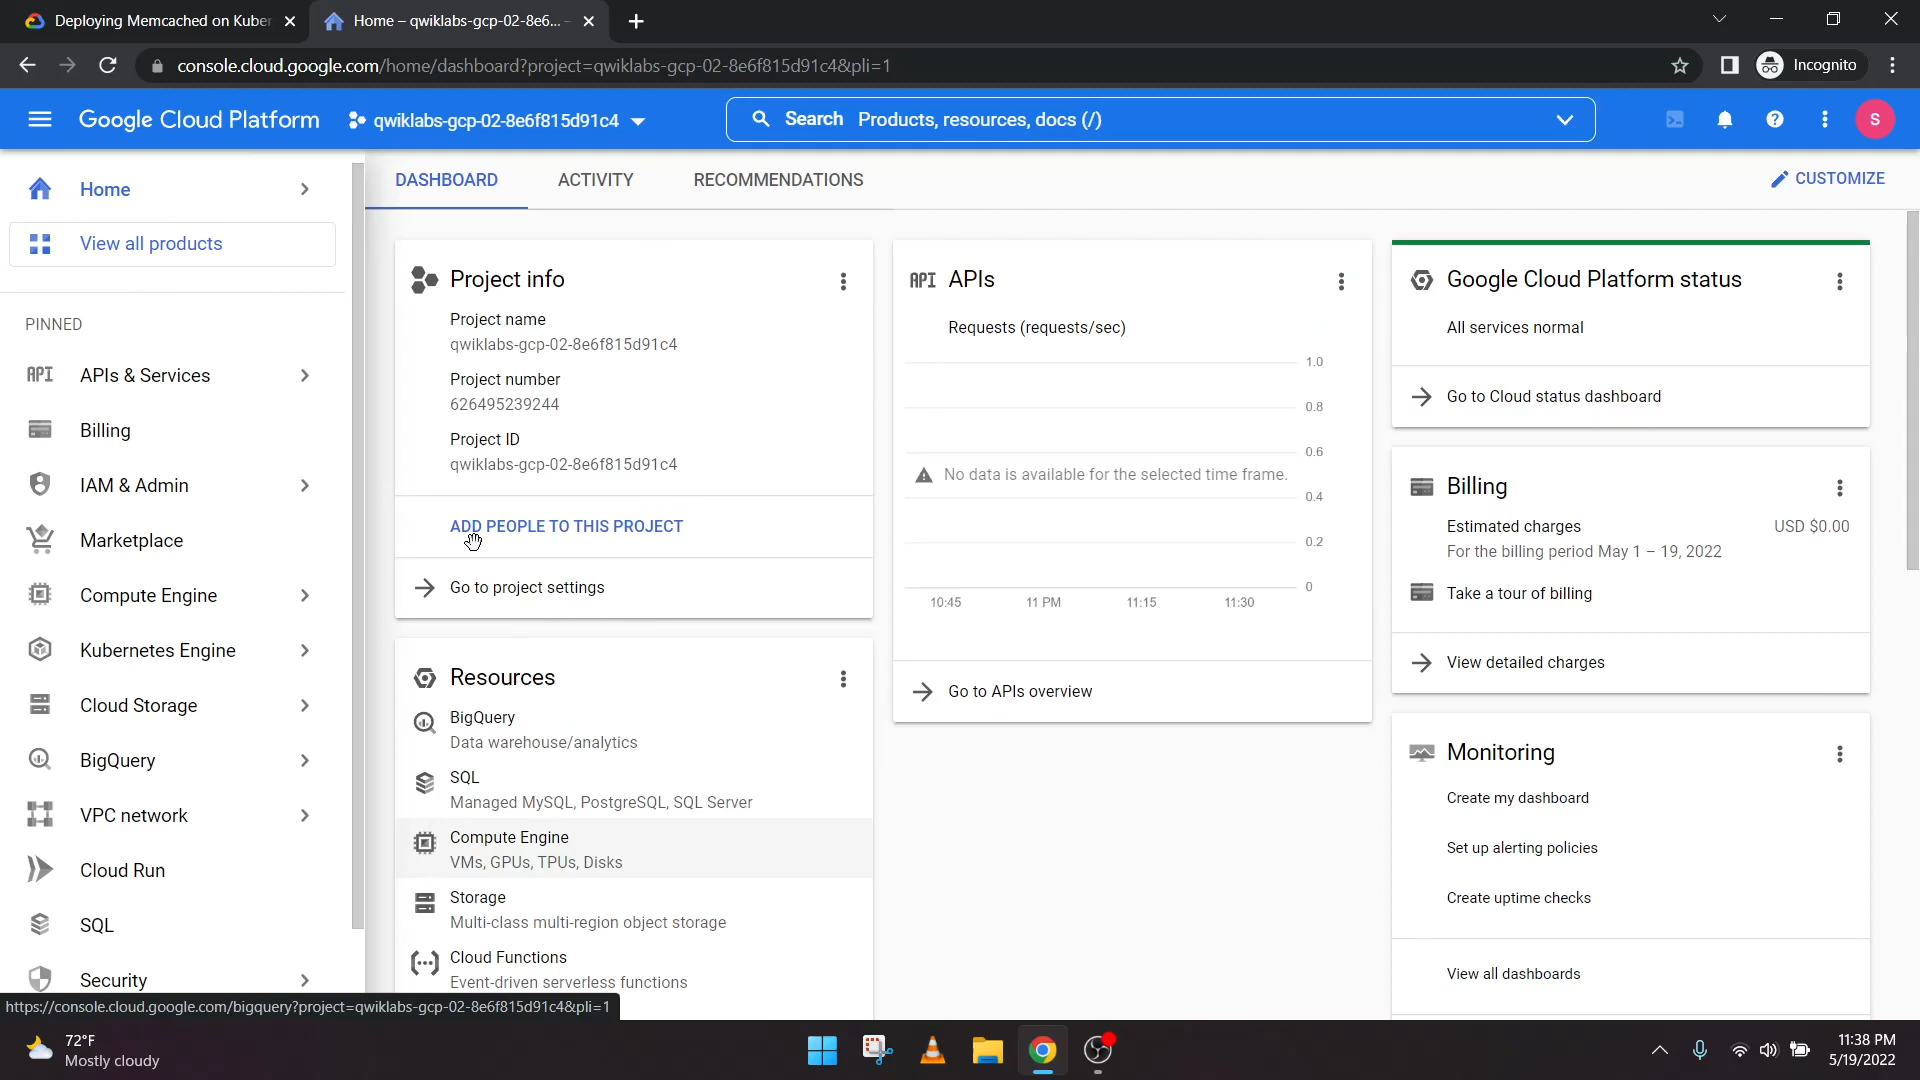 Deploying Memcached on Kuber
Home – qwiklabs-gcp-02-8e6f... –
console.cloud.google.com/home/dashboard?project=qwiklabs-gcp-02-8e6f815d91c4&pli=1
Incognito
Google Cloud Platform
qwiklabs-gcp-02-8e6f815d91c4
Search Products, resources, docs (/)
S
Home
View all products
PINNED
API APIs & Services
Billing
IAM & Admin
Marketplace
Compute Engine
Kubernetes Engine
Cloud Storage
BigQuery
VPC network
Cloud Run
SQL
Security
DASHBOARD
ACTIVITY
RECOMMENDATIONS
CUSTOMIZE
Project info
Project name
qwiklabs-gcp-02-8e6f815d91c4
Project number
626495239244
Project ID
qwiklabs-gcp-02-8e6f815d91c4
ADD PEOPLE TO THIS PROJECT
Go to project settings
Resources
BigQuery
Data warehouse/analytics
SQL
Managed MySQL, PostgreSQL, SQL Server
Compute Engine
VMs, GPUs, TPUs, Disks
Storage
Multi-class multi-region object storage
Cloud Functions
Event-driven serverless functions
API APIs
Requests (requests/sec)
1.0
0.8
0.6
No data is available for the selected time frame.
0.4
0.2
0
10:45 11 PM 11:15 11:30
Go to APIs overview
Google Cloud Platform status
All services normal
Go to Cloud status dashboard
Billing
Estimated charges USD $0.00
For the billing period May 1 – 19, 2022
Take a tour of billing
View detailed charges
Monitoring
Create my dashboard
Set up alerting policies
Create uptime checks
View all dashboards
https://console.cloud.google.com/bigquery?project=qwiklabs-gcp-02-8e6f815d91c4&pli=1
72°F
Mostly cloudy
11:38 PM
5/19/2022